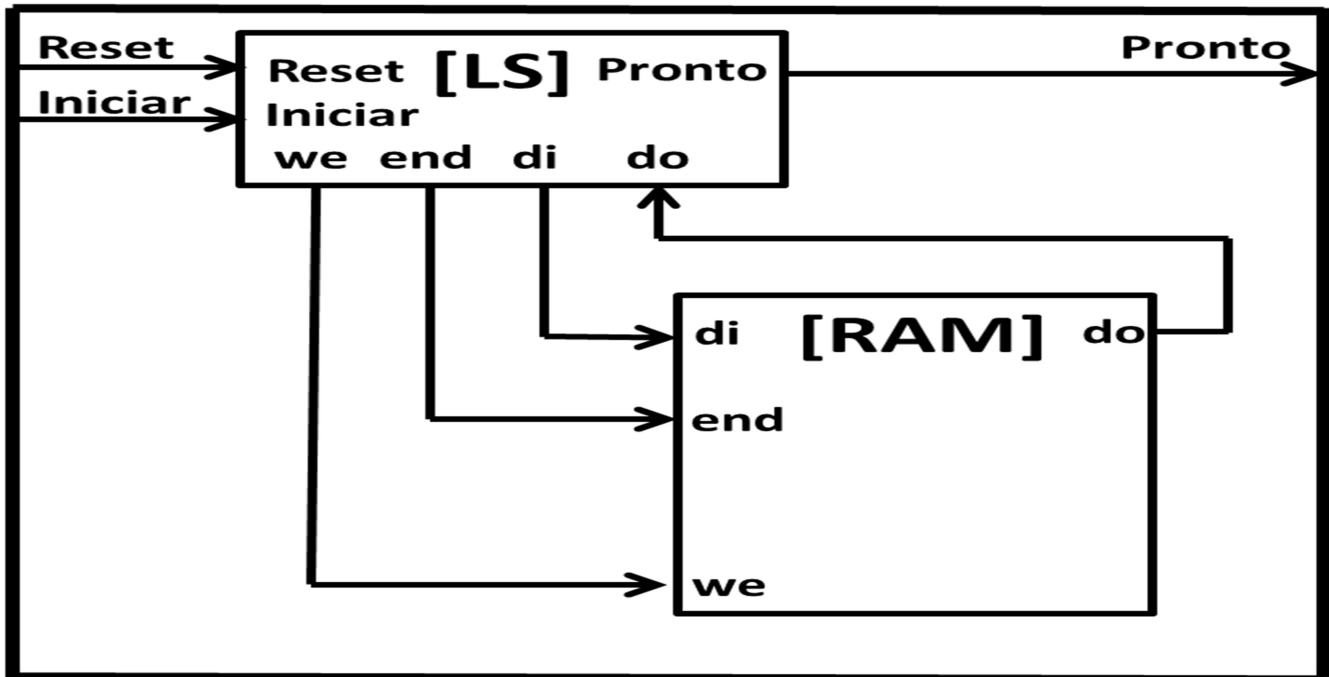 Reset
Iniciar
Reset [LS] Pronto
Iniciar
we end di do
Pronto
di [RAM] do
end
we